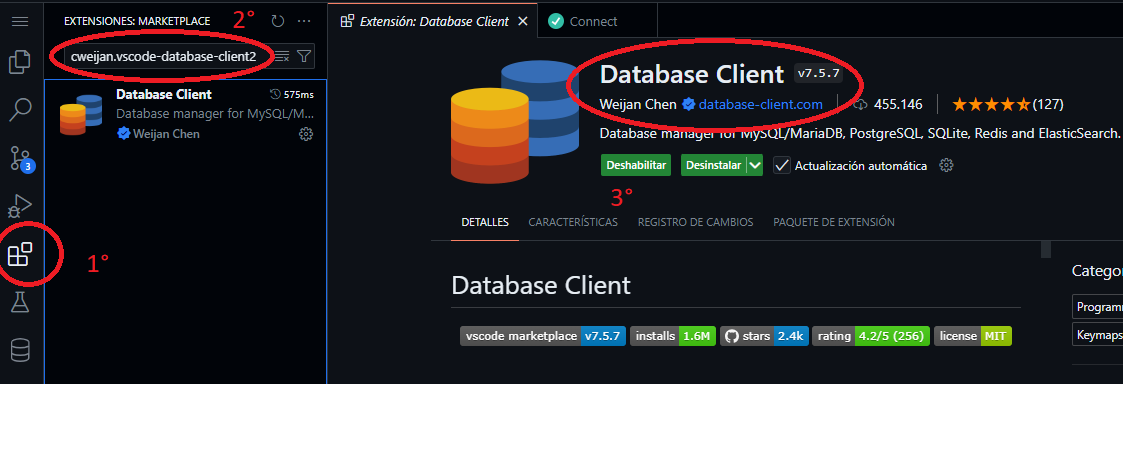 EXTENSIONES: MARKETPLACE
2°
cweijan.vscode-database-client2
Database Client
575ms
Database manager for MySQL/M...
Weijan Chen
3
1°
Extensión: Database Client
Connect
Database Client v7.5.7
Weijan Chen database-client.com 455.146 (127)
Database manager for MySQL/MariaDB, PostgreSQL, SQLite, Redis and ElasticSearch.
Deshabilitar Desinstalar Actualización automática
3°
DETALLES CARACTERÍSTICAS REGISTRO DE CAMBIOS PAQUETE DE EXTENSIÓN
Database Client
vscode marketplace v7.5.7 installs 1.6M stars 2.4k rating 4.2/5 (256) license MIT
Categor
Programm
Keymaps